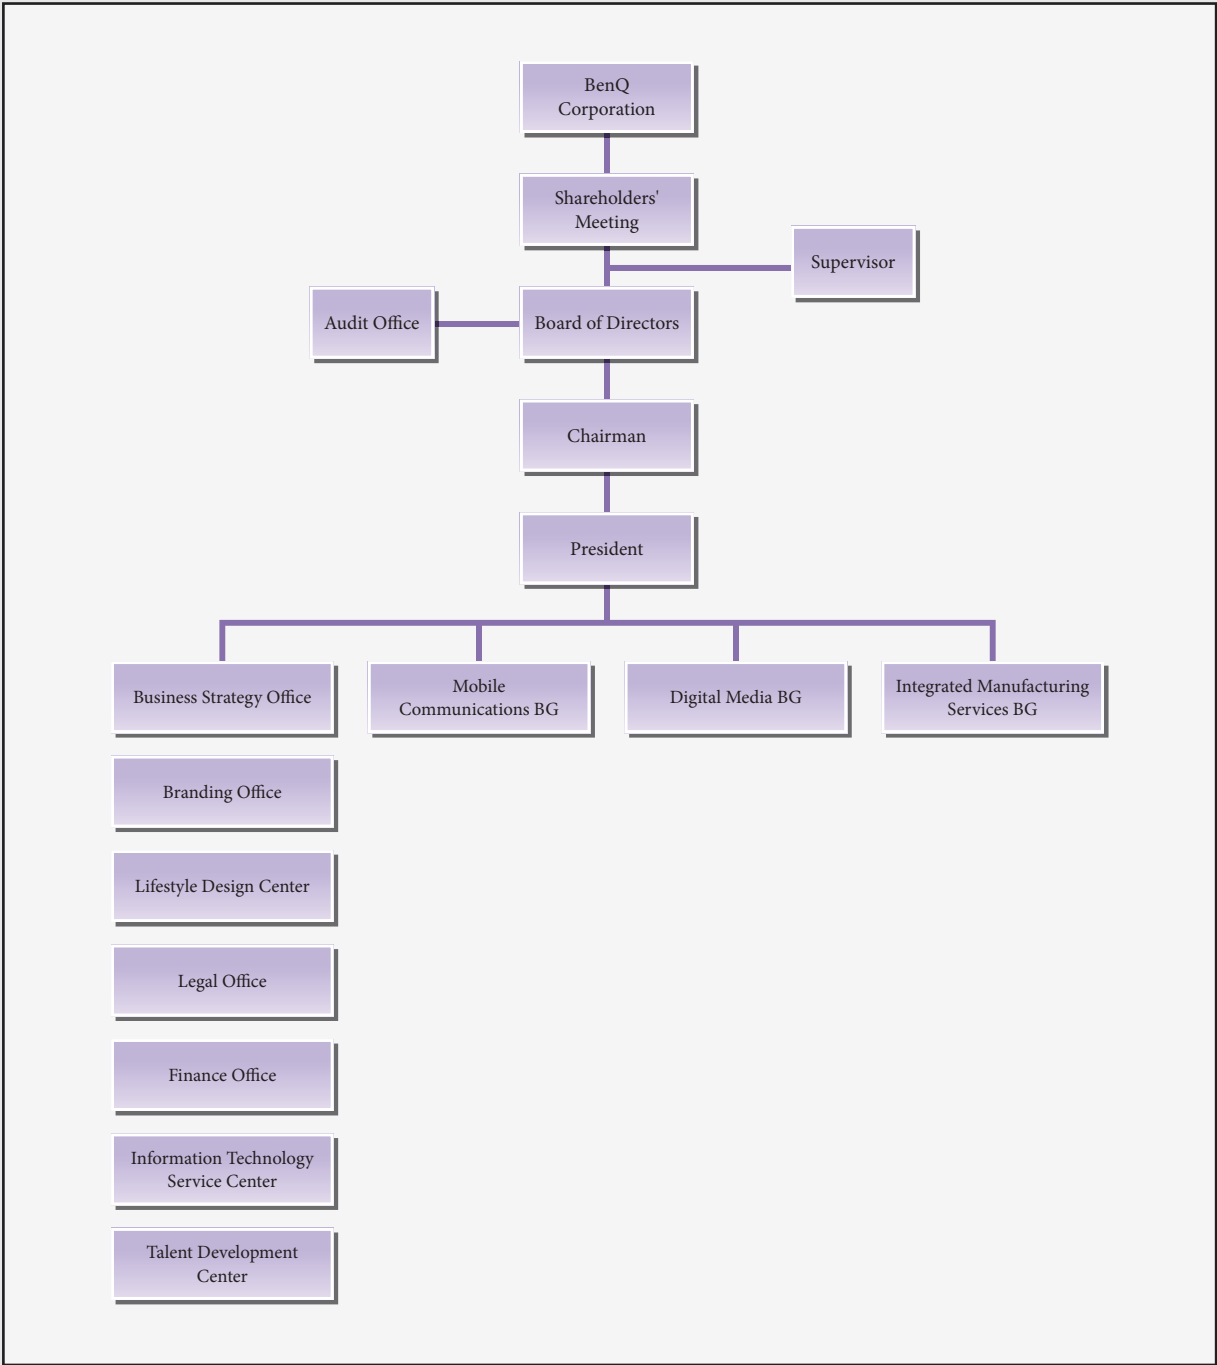 BenQ
Corporation
Shareholders'
Meeting
Supervisor
Audit Office
Board of Directors
Chairman
President
Business Strategy Office
Mobile
Communications BG
Digital Media BG
Integrated Manufacturing
Services BG
Branding Office
Lifestyle Design Center
Legal Office
Finance Office
Information Technology
Service Center
Talent Development
Center